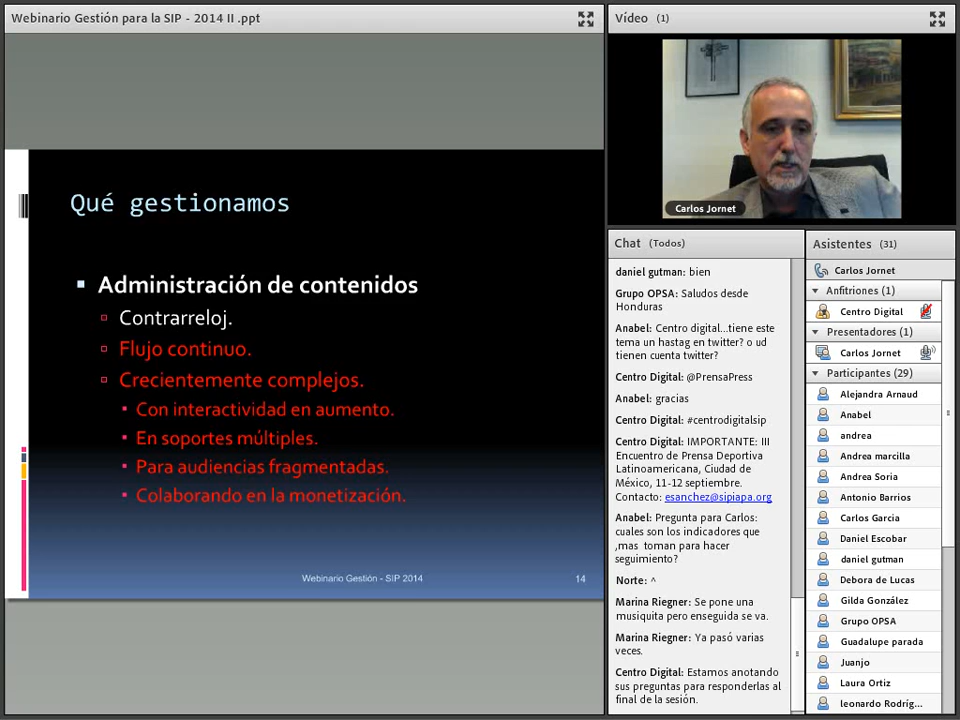 Webinario Gestión para la SIP - 2014 II .ppt
Qué gestionamos
Administración de contenidos
Contrarreloj.
Flujo continuo.
Crecientemente complejos.
Con interactividad en aumento.
En soportes múltiples.
Para audiencias fragmentadas.
Colaborando en la monetización.
Webinario Gestión - SIP 2014
14
Vídeo (1)
Carlos Jornet
Chat (Todos)
daniel gutman: bien
Grupo OPSA: Saludos desde
Honduras
Anabel: Centro digital...tiene este
tema un hastag en twitter? o ud
tienen cuenta twitter?
Centro Digital: @PrensaPress
Anabel: gracias
Centro Digital: #centrodigitalsip
Centro Digital: IMPORTANTE: III
Encuentro de Prensa Deportiva
Latinoamericana, Ciudad de
México, 11-12 septiembre.
Contacto: esanchez@sipiapa.org
Anabel: Pregunta para Carlos:
cuales son los indicadores que
,mas toman para hacer
seguimiento?
Norte: ^
Marina Riegner: Se pone una
musiquita pero enseguida se va.
Marina Riegner: Ya pasó varias
veces.
Centro Digital: Estamos anotando
sus preguntas para responderlas al
final de la sesión.
Asistentes (31)
Carlos Jornet
Anfitriones (1)
Centro Digital
Presentadores (1)
Carlos Jornet
Participantes (29)
Alejandra Arnaud
Anabel
andrea
Andrea marcilla
Andrea Soria
Antonio Barrios
Carlos Garcia
Daniel Escobar
daniel gutman
Debora de Lucas
Gilda González
Grupo OPSA
Guadalupe parada
Juanjo
Laura Ortiz
leonardo Rodríg...